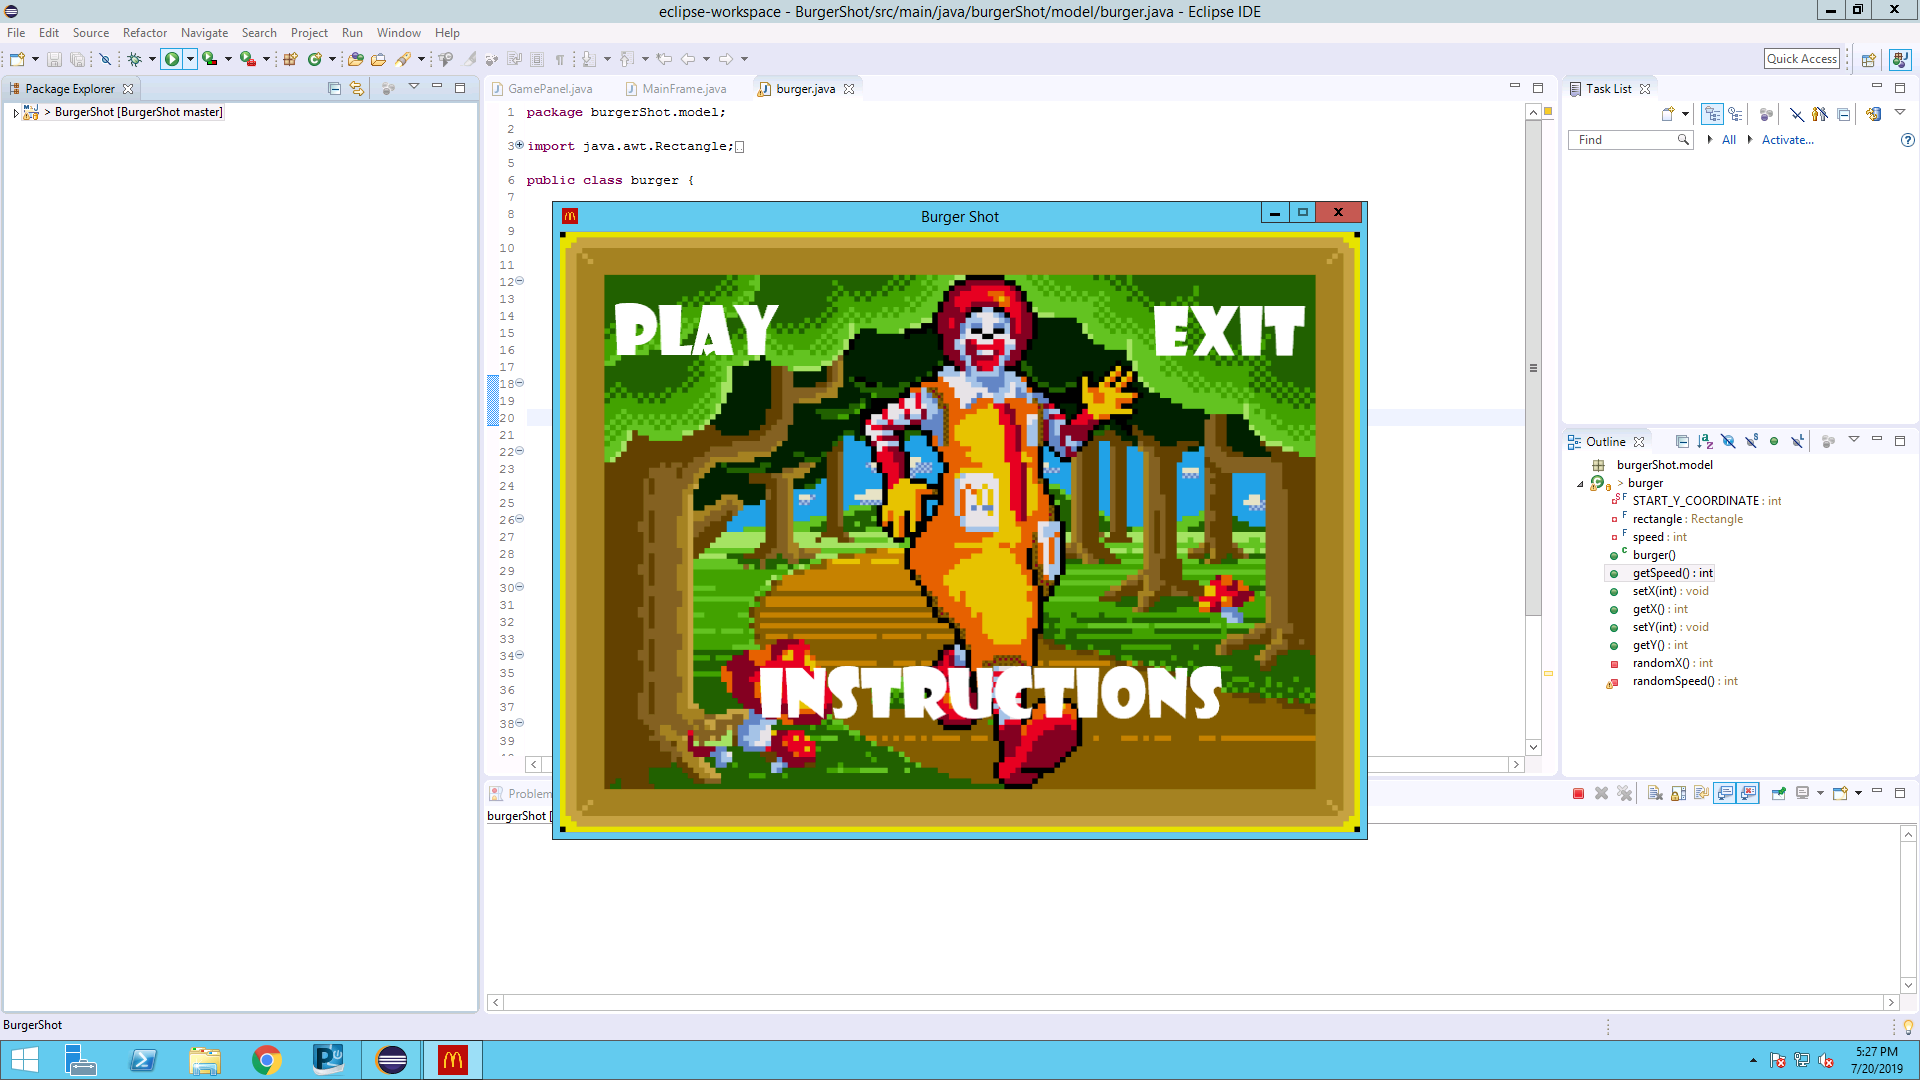 eclipse-workspace - BurgerShot/src/main/java/burgerShot/model/burger.java - Eclipse IDE
File Edit Source Refactor Navigate Search Project Run Window Help
Quick Access
Package Explorer
> BurgerShot [BurgerShot master]
GamePanel.java MainFrame.java burger.java
1 package burgerShot.model;
2
3 import java.awt.Rectangle;
5
6 public class burger {
7
8
9
10
11
12
13
14
15
16
17
18
19
20
21
22
23
24
25
26
27
28
29
30
31
32
33
34
35
36
37
38
39
Burger Shot
PLAY
EXIT
INSTRUCTIONS
Task List
Find
All
Activate...
Outline
burgerShot.model
> burger
START_Y_COORDINATE : int
rectangle : Rectangle
speed : int
burger()
getSpeed() : int
setX(int) : void
getX() : int
setY(int) : void
getY() : int
randomX() : int
randomSpeed() : int
Problem
burgerShot [
BurgerShot
5:27 PM
7/20/2019